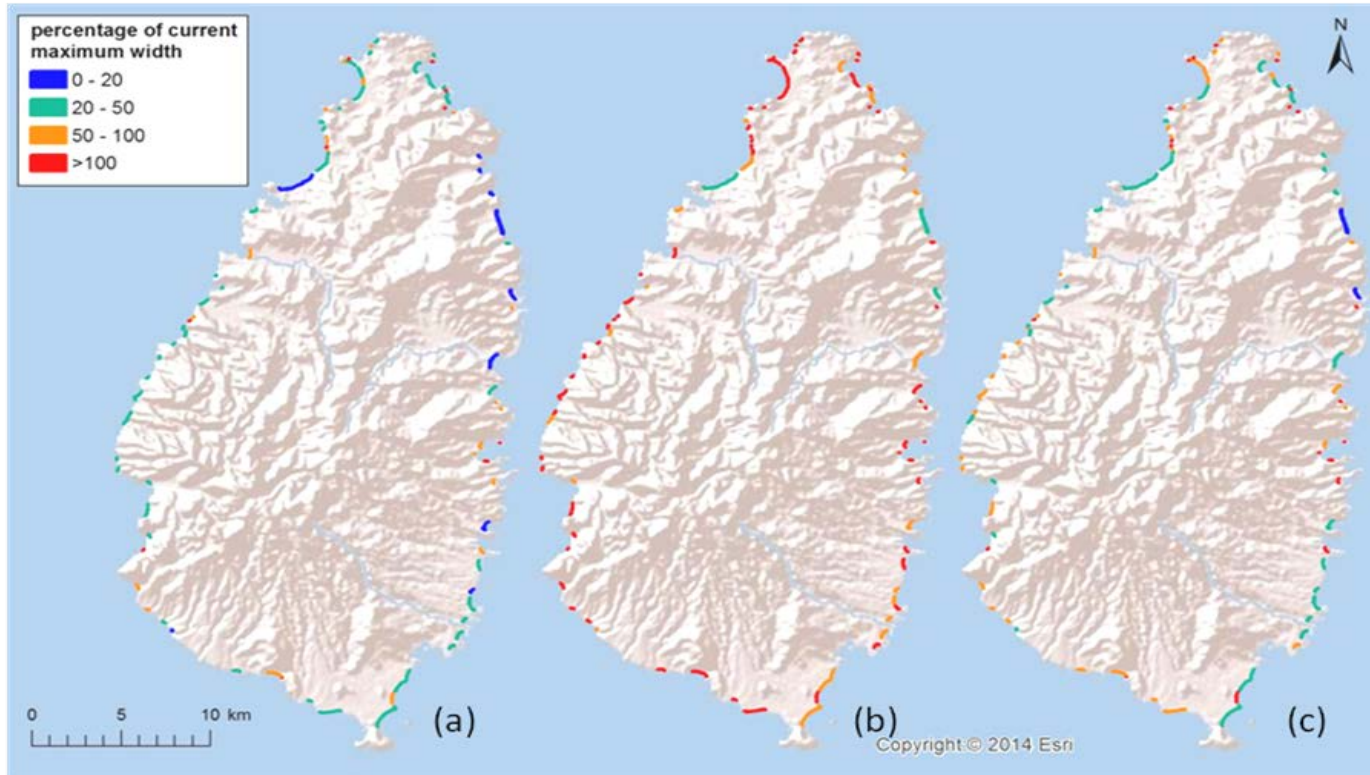 percentage of current
maximum width
0 - 20
20 - 50
50 - 100
>100
N
0 5 10 km
(a)
(b)
(c)
Copyright:© 2014 Esri